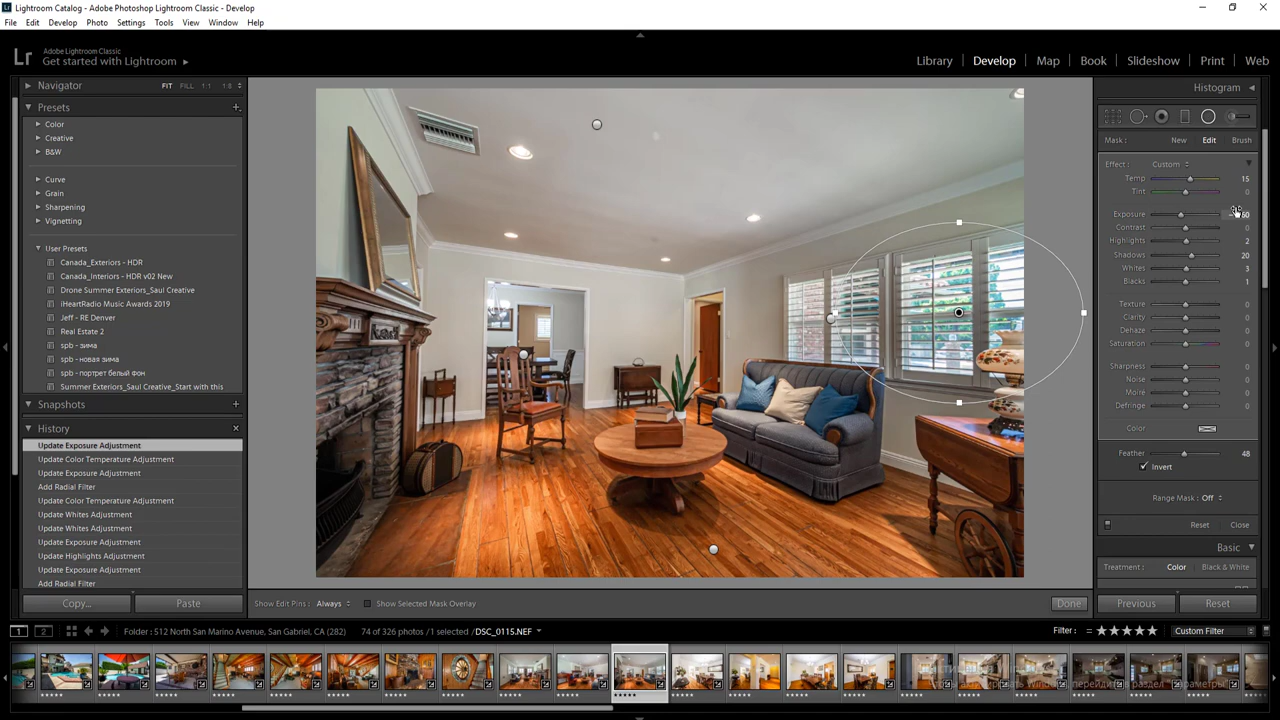 Lightroom Catalog - Adobe Photoshop Lightroom Classic - Develop
File Edit Develop Photo Settings Tools View Window Help
Lr
Adobe Lightroom Classic
Get started with Lightroom
Library Develop Map Book Slideshow Print Web
Navigator FIT FILL 1:1 1:8
Histogram
Presets
Color
Creative
B&W
Curve
Grain
Sharpening
Vignetting
User Presets
Canada_Exteriors - HDR
Canada_Interiors - HDR v02 New
Drone Summer Exteriors_Saul Creative
iHeartRadio Music Awards 2019
Jeff - RE Denver
Real Estate 2
spb - зима
spb - новая зима
spb - портрет белый фон
Summer Exteriors_Saul Creative_Start with this
Snapshots
History
Update Exposure Adjustment
Update Color Temperature Adjustment
Update Exposure Adjustment
Add Radial Filter
Update Color Temperature Adjustment
Update Whites Adjustment
Update Whites Adjustment
Update Exposure Adjustment
Update Highlights Adjustment
Update Exposure Adjustment
Add Radial Filter
Copy... Paste
Mask : New Edit Brush
Effect : Custom
Temp 15
Tint 0
Exposure
Contrast 0
Highlights 2
Shadows 20
Whites 3
Blacks 1
Texture 0
Clarity 0
Dehaze 0
Saturation 0
Sharpness 0
Noise 0
Moiré 0
Defringe 0
Color
Feather 48
Invert
Range Mask : Off
Reset Close
Basic
Treatment : Color Black & White
Previous Reset
Show Edit Pins : Always Show Selected Mask Overlay Done
1 2 Folder : 512 North San Marino Avenue, San Gabriel, CA (282) 74 of 326 photos /1 selected /DSC_0115.NEF Filter : Custom Filter